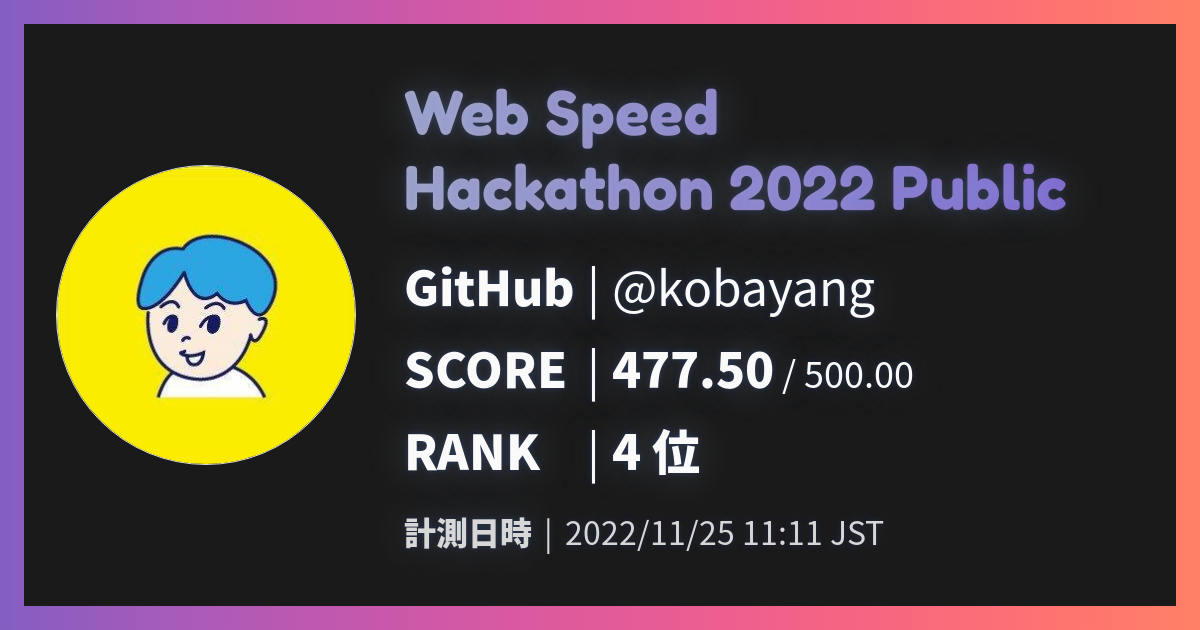 Web Speed
Hackathon 2022 Public
GitHub | @kobayang
SCORE | 477.50 / 500.00
RANK | 4 位
計測日時 | 2022/11/25 11:11 JST